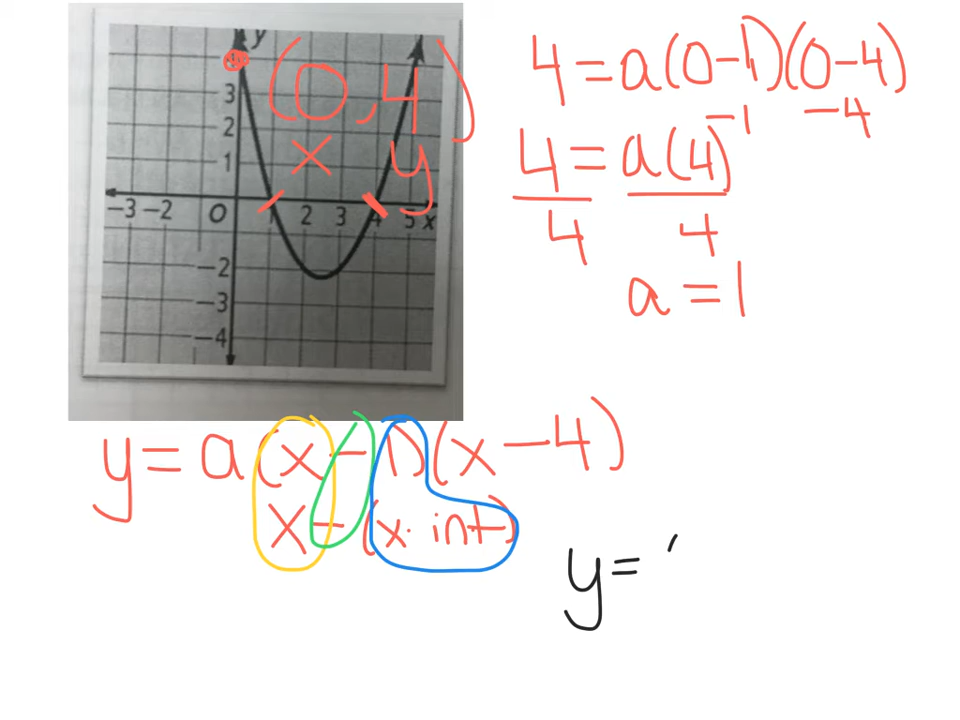 y
4
3
2
1
-3 -2 O 1 2 3 4 5 x
-2
-3
-4
(0,4)
x y
4=a(0-1)(0-4)
-1 -4
4=a(4)
4 4
a=1
y=a(x-1)(x-4)
x-(x.int)
y=